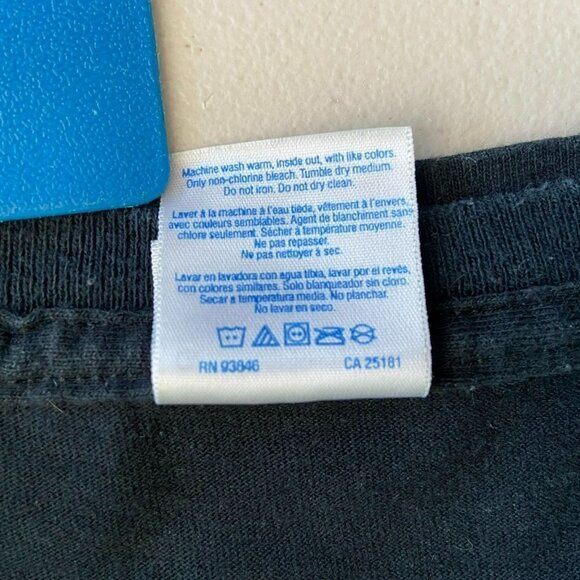 Machine wash warm, inside out, with like colors.
Only non-chlorine bleach. Tumble dry medium.
Do not iron. Do not dry clean.
Laver à la machine à l'eau tiède, vêtement à l'envers,
avec couleurs semblables. Agent de blanchiment sans
chlore seulement. Sécher à température moyenne.
Ne pas repasser.
Ne pas nettoyer à sec.
Lavar en lavadora con agua tibia, lavar por el revés,
con colores similares. Solo blanqueador sin cloro.
Secar a temperatura media. No planchar.
No lavar en seco.
RN 93846 CA 25181